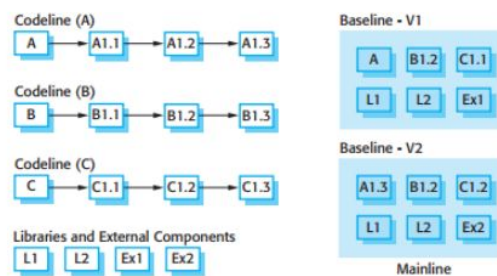 Codeline (A)
A A1.1 A1.2 A1.3
Codeline (B)
B B1.1 B1.2 B1.3
Codeline (C)
C C1.1 C1.2 C1.3
Libraries and External Components
L1 L2 Ex1 Ex2
Baseline - V1
A B1.2 C1.1
L1 L2 Ex1
Baseline - V2
A1.3 B1.2 C1.2
L1 L2 Ex2
Mainline